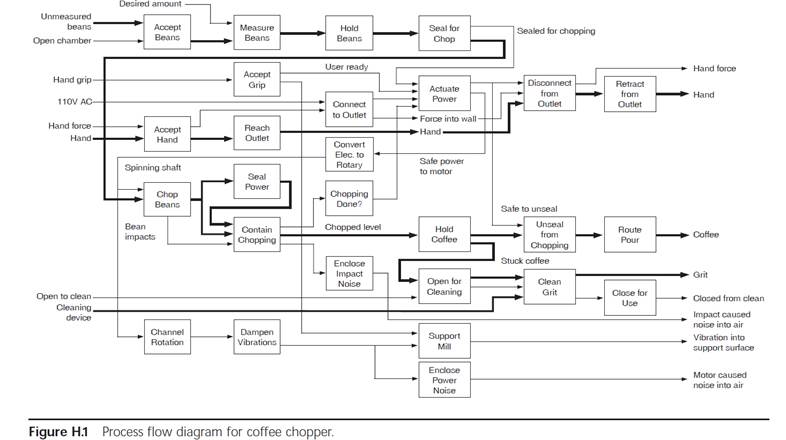 Desired amount
Unmeasured
beans
Open chamber
Accept
Beans
Measure
Beans
Hold
Beans
Seal for
Chop
Sealed for chopping
User ready
Hand grip
Accept
Grip
110V AC
Connect
to Outlet
Actuate
Power
Disconnect
from
Outlet
Retract
from
Outlet
Hand force
Hand
Hand force
Hand
Accept
Hand
Reach
Outlet
Force into wall
Hand
Convert
Elec. to
Rotary
Safe power
to motor
Spinning shaft
Chop
Beans
Seal
Power
Chopping
Done?
Bean
impacts
Contain
Chopping
Chopped level
Hold
Coffee
Safe to unseal
Unseal
from
Chopping
Route
Pour
Coffee
Stuck coffee
Enclose
Impact
Noise
Open for
Cleaning
Clean
Grit
Close for
Use
Grit
Closed from clean
Open to clean
Cleaning
device
Impact caused
noise into air
Channel
Rotation
Dampen
Vibrations
Support
Mill
Vibration into
support surface
Enclose
Power
Noise
Motor caused
noise into air
Figure H.1 Process flow diagram for coffee chopper.